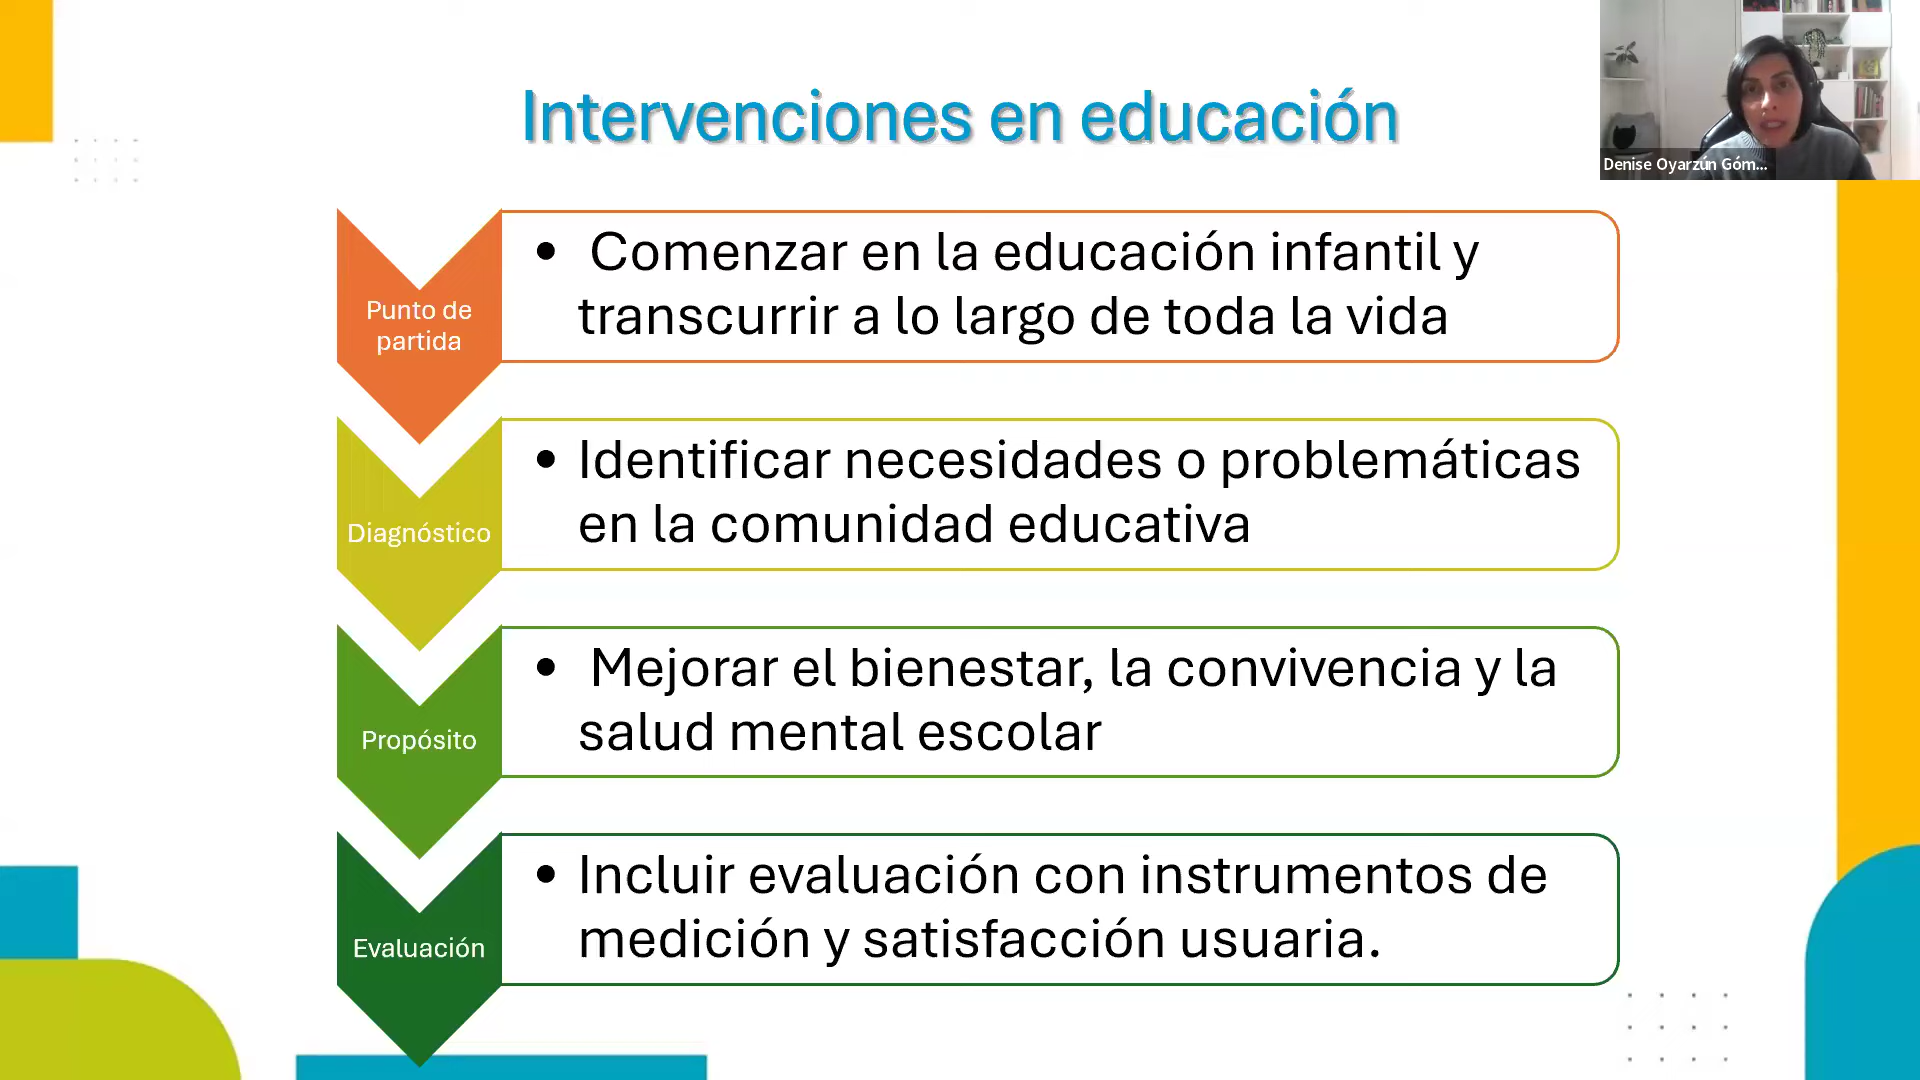 Intervenciones en educación
Denise Oyarzún Góm...
Punto de
partida
• Comenzar en la educación infantil y
transcurrir a lo largo de toda la vida
Diagnóstico
• Identificar necesidades o problemáticas
en la comunidad educativa
Propósito
• Mejorar el bienestar, la convivencia y la
salud mental escolar
Evaluación
• Incluir evaluación con instrumentos de
medición y satisfacción usuaria.